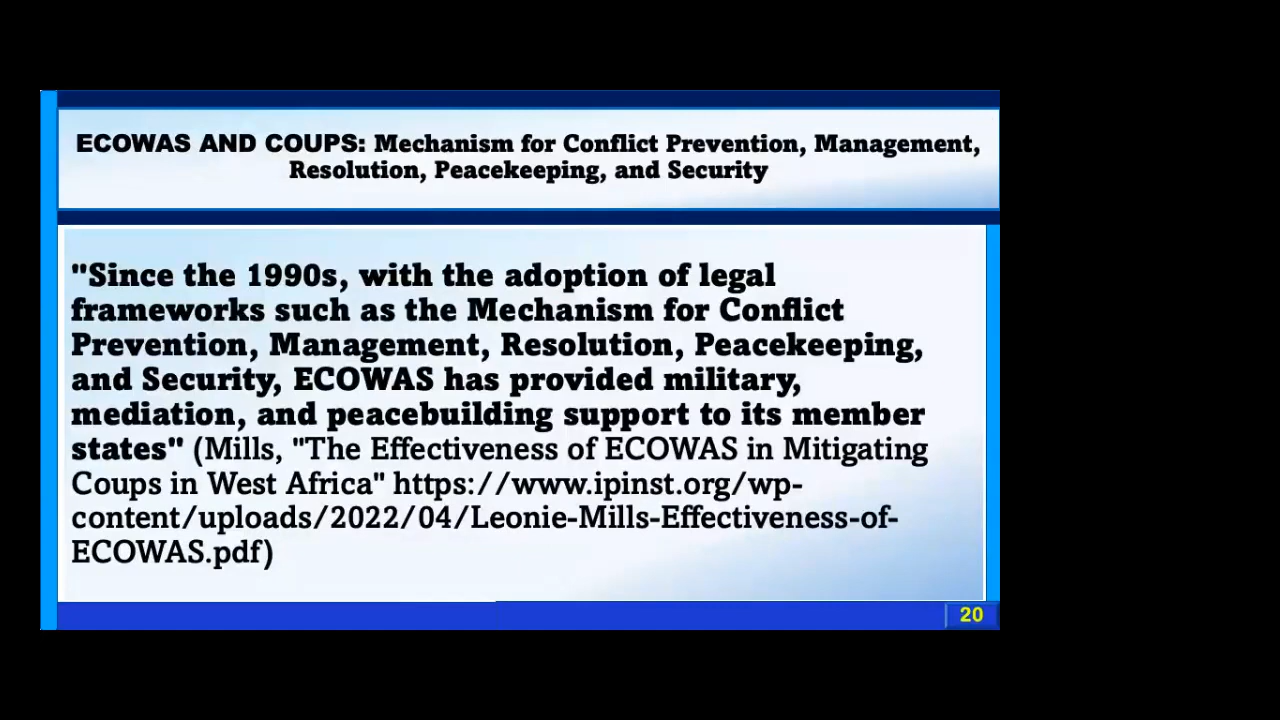 ECOWAS AND COUPS: Mechanism for Conflict Prevention, Management,
Resolution, Peacekeeping, and Security
"Since the 1990s, with the adoption of legal
frameworks such as the Mechanism for Conflict
Prevention, Management, Resolution, Peacekeeping,
and Security, ECOWAS has provided military,
mediation, and peacebuilding support to its member
states" (Mills, "The Effectiveness of ECOWAS in Mitigating
Coups in West Africa" https://www.ipinst.org/wp-
content/uploads/2022/04/Leonie-Mills-Effectiveness-of-
ECOWAS.pdf)
20